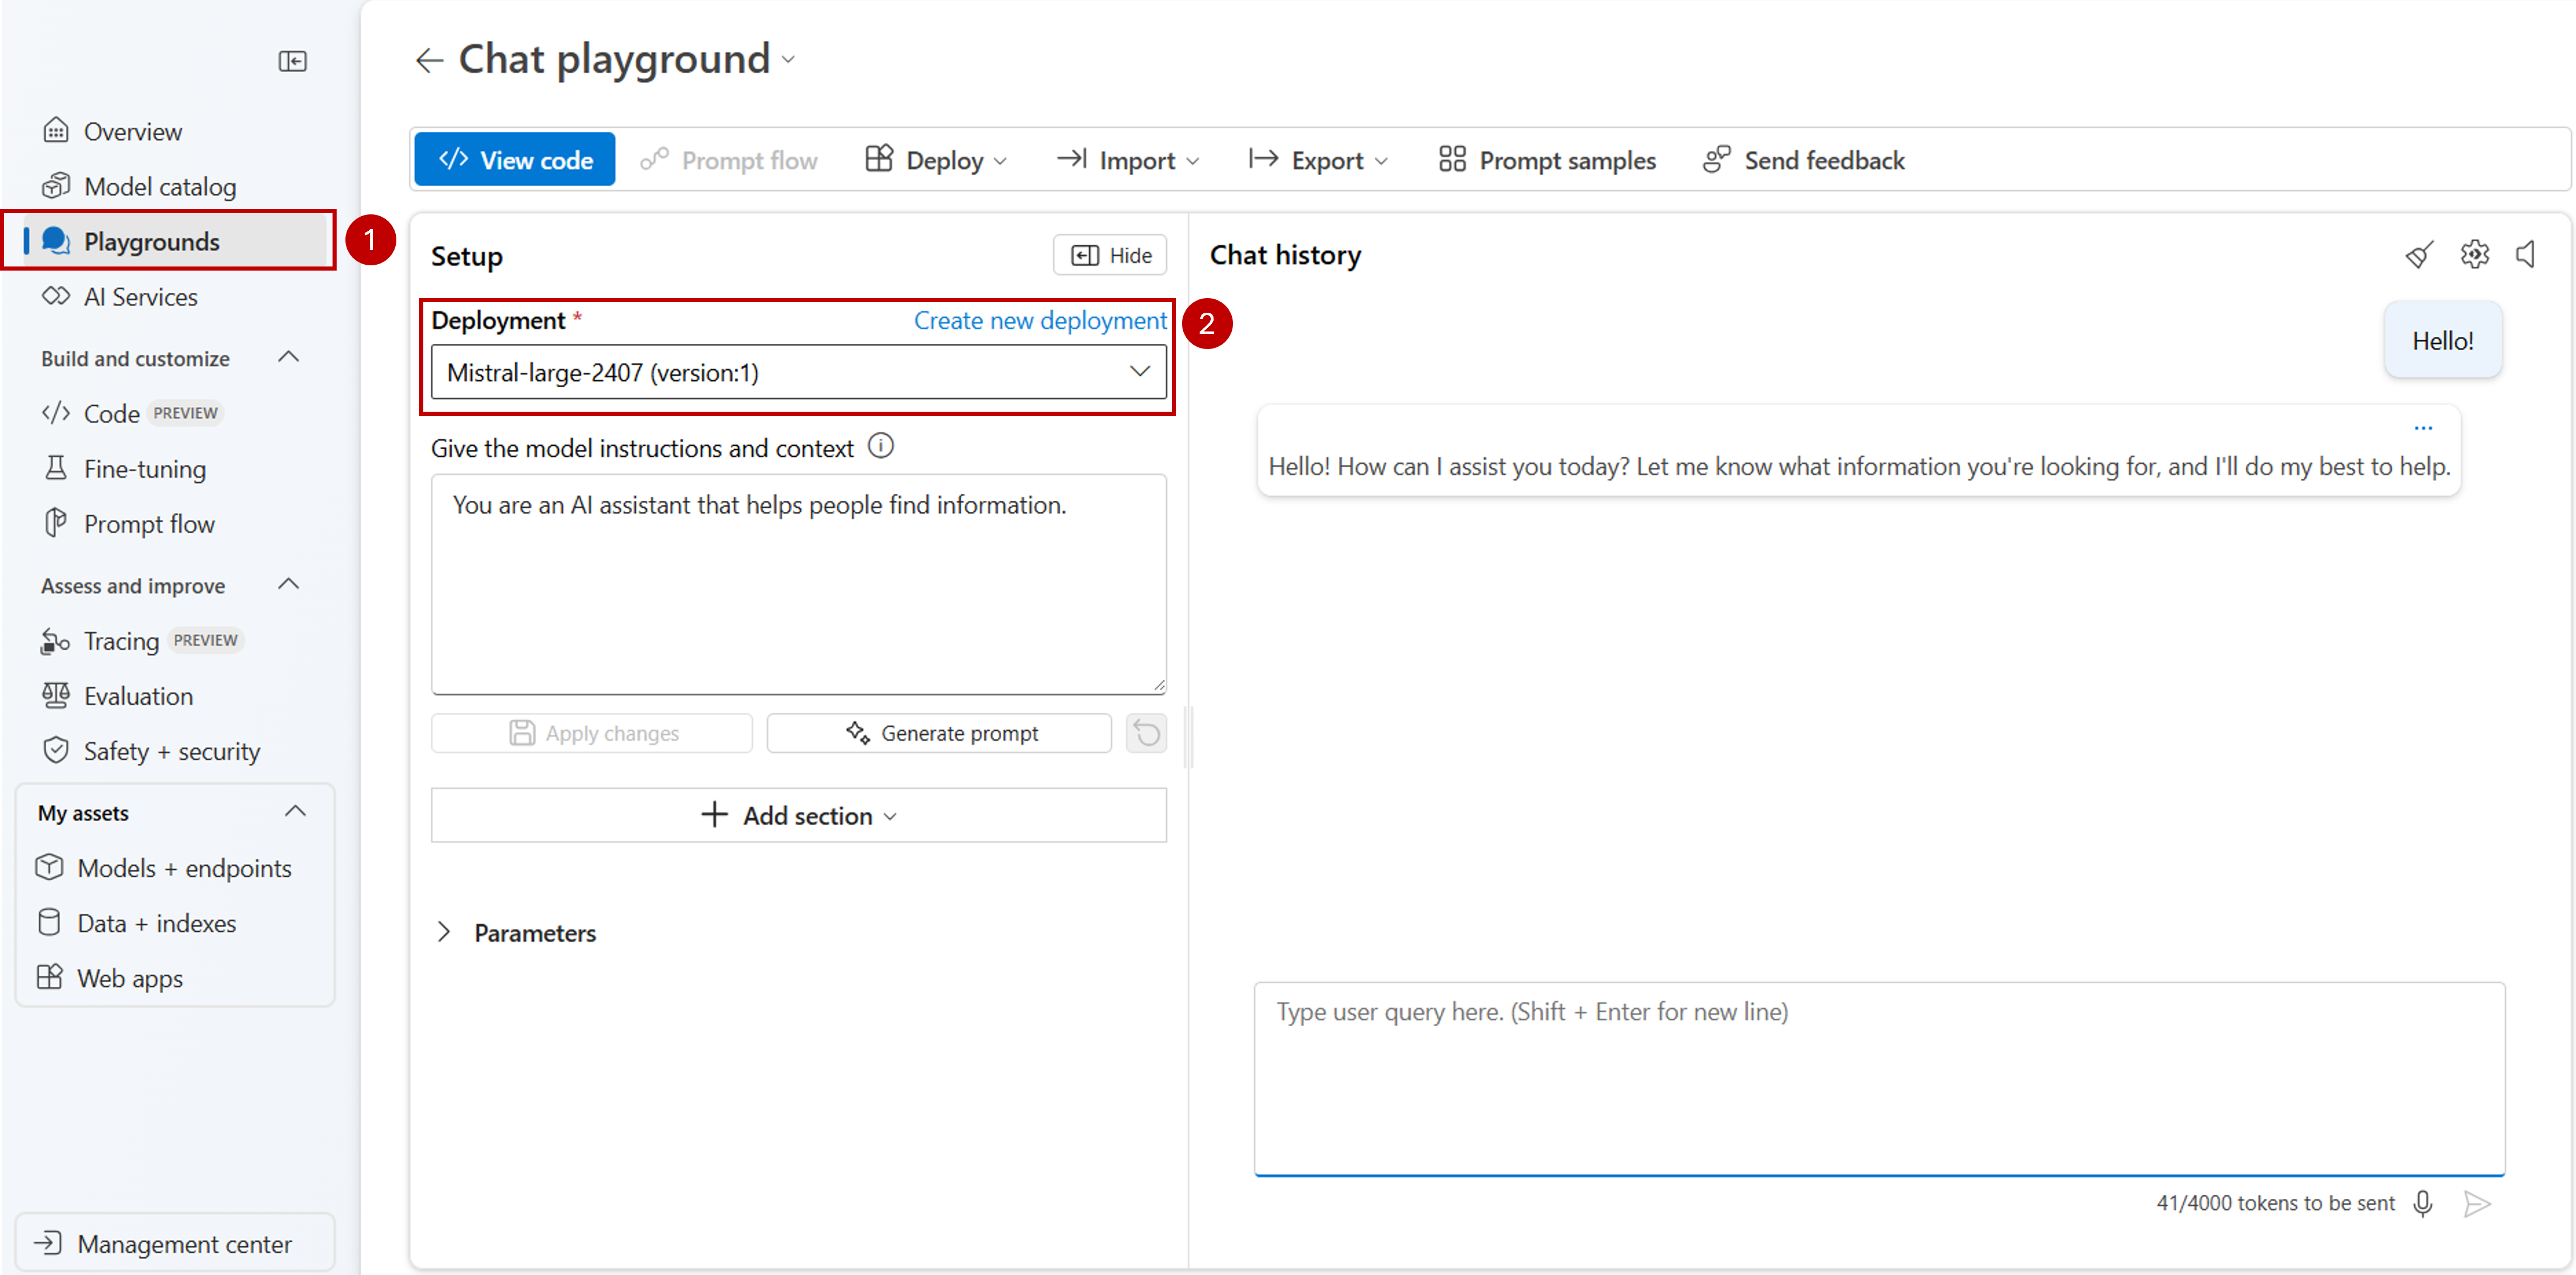 Overview
Model catalog
Playgrounds
1
AI Services
Build and customize
Code PREVIEW
Fine-tuning
Prompt flow
Assess and improve
Tracing PREVIEW
Evaluation
Safety + security
My assets
Models + endpoints
Data + indexes
Web apps
Management center
Chat playground
</> View code
Prompt flow
Deploy
Import
Export
Prompt samples
Send feedback
Setup
Hide
Deployment *
Create new deployment
2
Mistral-large-2407 (version:1)
Give the model instructions and context
You are an AI assistant that helps people find information.
Apply changes
Generate prompt
Add section
Parameters
Chat history
Hello!
...
Hello! How can I assist you today? Let me know what information you're looking for, and I'll do my best to help.
Type user query here. (Shift + Enter for new line)
41/4000 tokens to be sent